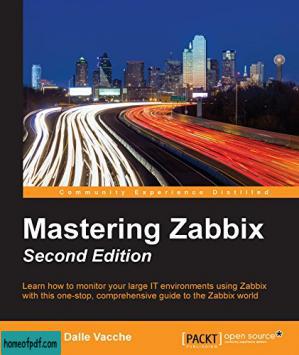 Community Experience Distilled
Mastering Zabbix
Second Edition
Learn how to monitor your large IT environments using Zabbix
with this one-stop, comprehensive guide to the Zabbix world
homeofpdf.com
Dalle Vacche
[PACKT]
PUBLISHING
open source*